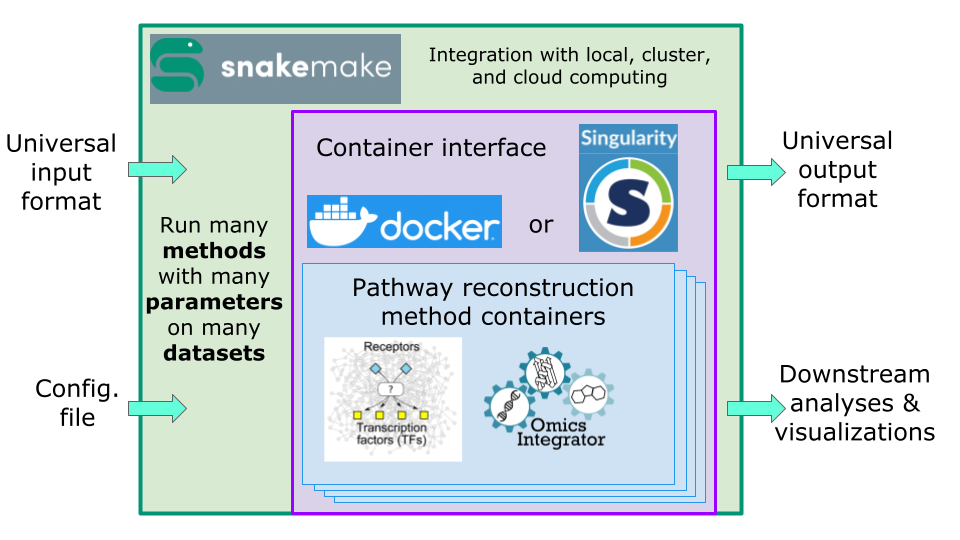 snakemake
Integration with local, cluster,
and cloud computing
Universal
input
format
Run many
methods
with many
parameters
on many
datasets
Config.
file
Container interface
docker
or
Singularity
S
Pathway reconstruction
method containers
Receptors
?
Transcription
factors (TFs)
Omics
Integrator
Universal
output
format
Downstream
analyses &
visualizations